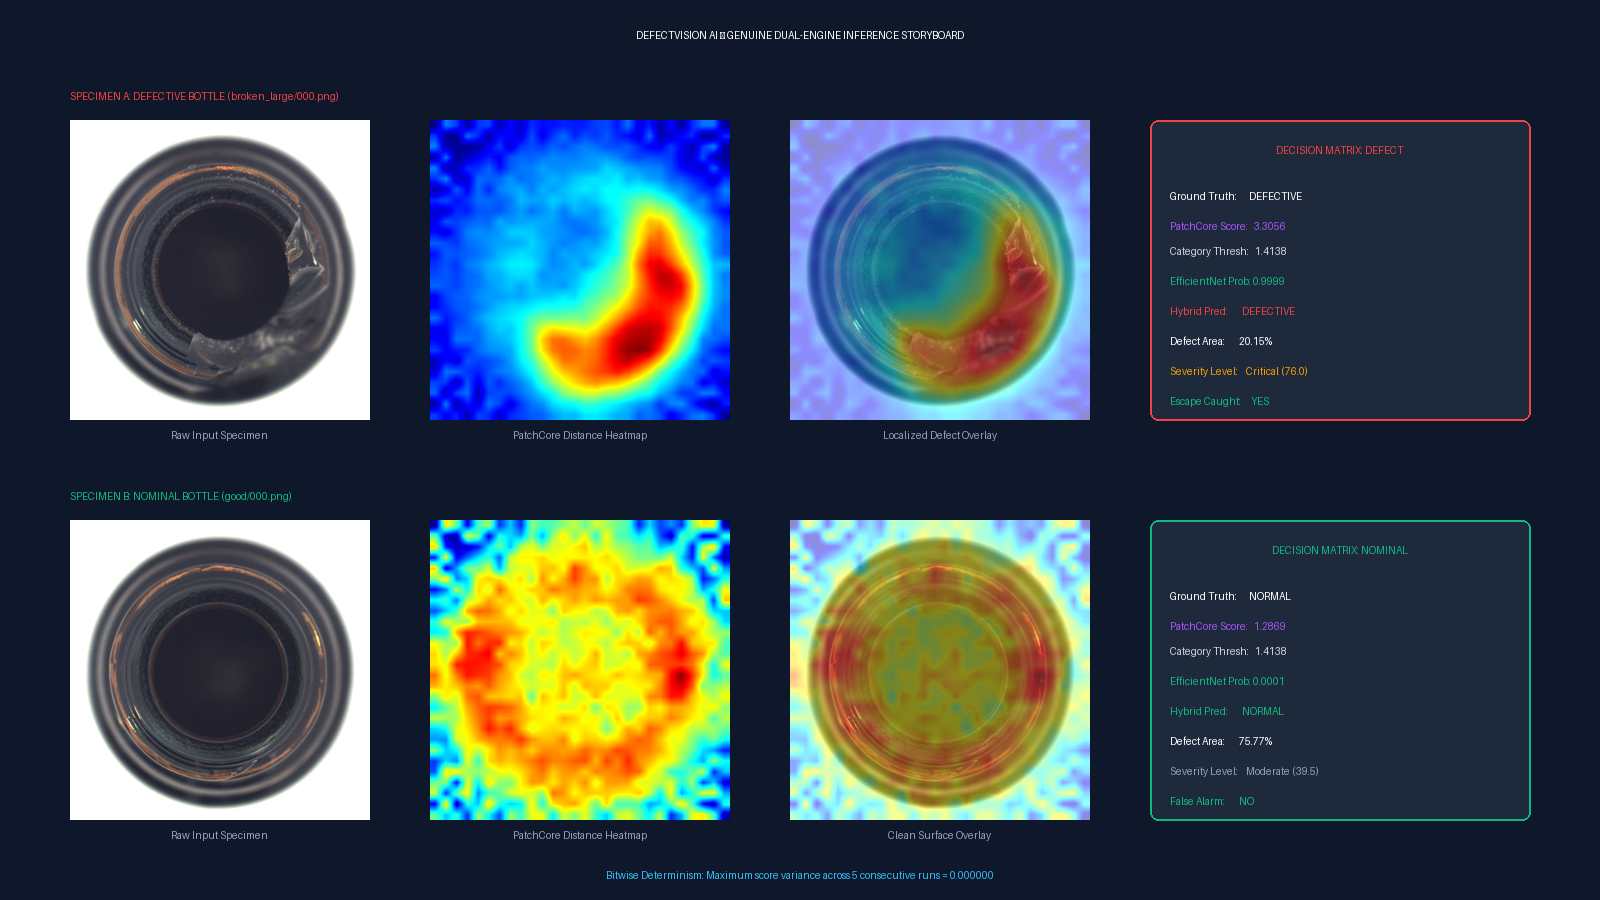 DEFECTVISION AI GENUINE DUAL-ENGINE INFERENCE STORYBOARD
SPECIMEN A: DEFECTIVE BOTTLE (broken_large/000.png)
Raw Input Specimen
PatchCore Distance Heatmap
Localized Defect Overlay
DECISION MATRIX: DEFECT
Ground Truth: DEFECTIVE
PatchCore Score: 3.3056
Category Thresh: 1.4138
EfficientNet Prob: 0.9999
Hybrid Pred: DEFECTIVE
Defect Area: 20.15%
Severity Level: Critical (76.0)
Escape Caught: YES
SPECIMEN B: NOMINAL BOTTLE (good/000.png)
Raw Input Specimen
PatchCore Distance Heatmap
Clean Surface Overlay
DECISION MATRIX: NOMINAL
Ground Truth: NORMAL
PatchCore Score: 1.2869
Category Thresh: 1.4138
EfficientNet Prob: 0.0001
Hybrid Pred: NORMAL
Defect Area: 75.77%
Severity Level: Moderate (39.5)
False Alarm: NO
Bitwise Determinism: Maximum score variance across 5 consecutive runs = 0.000000